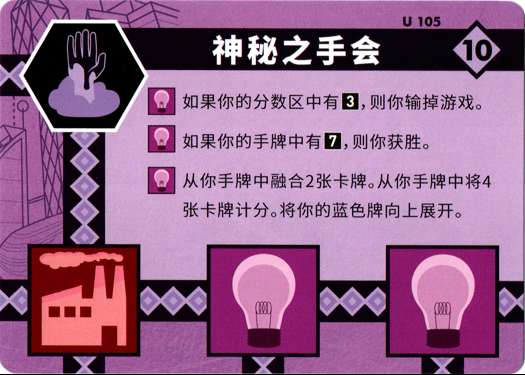 U 105
神秘之手会
10
如果你的分数区中有3,则你输掉游戏。
如果你的手牌中有7,则你获胜。
从你手牌中融合2张卡牌。从你手牌中将4
张卡牌计分。将你的蓝色牌向上展开。